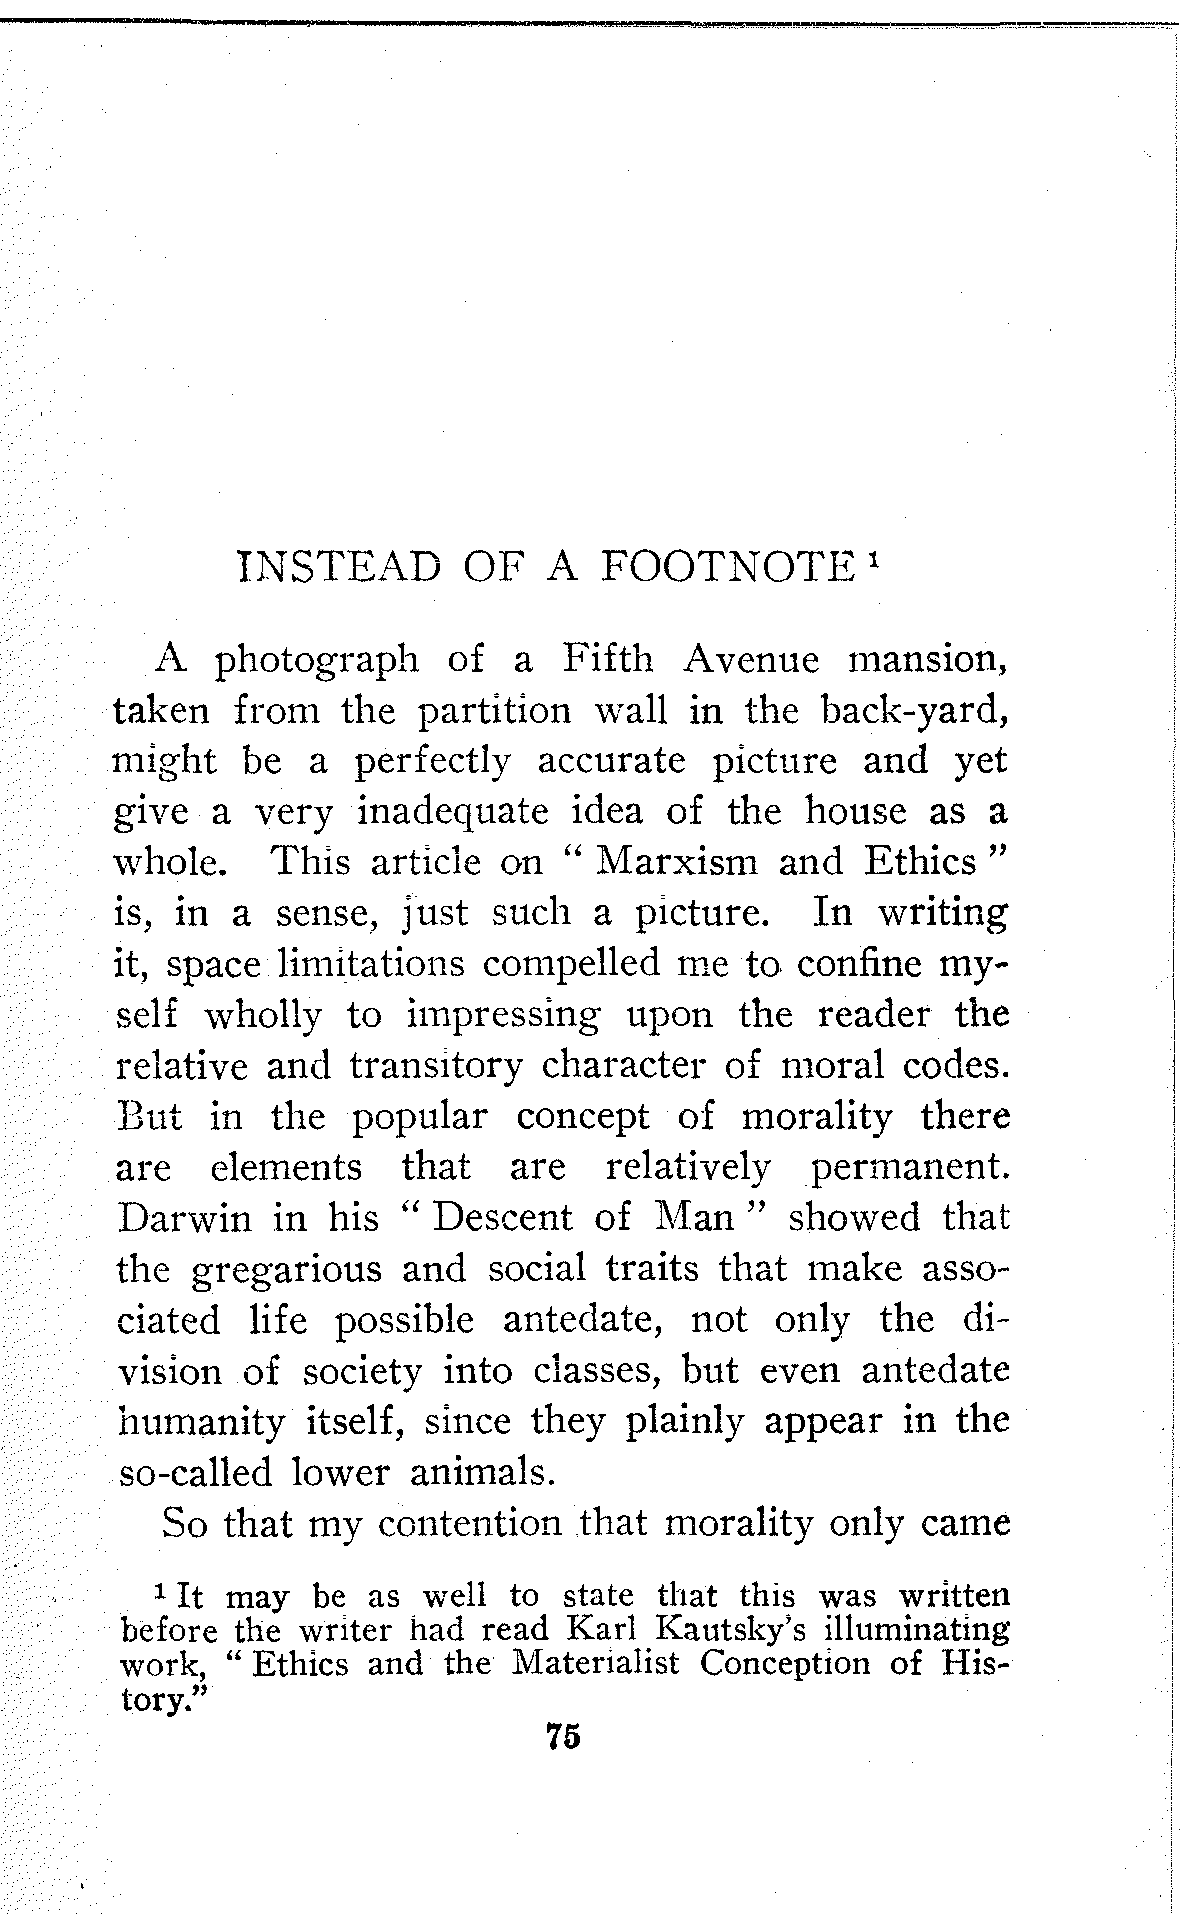 INSTEAD OF A FOOTNOTE ¹
A photograph of a Fifth Avenue mansion,
taken from the partition wall in the back-yard,
might be a perfectly accurate picture and yet
give a very inadequate idea of the house as a
whole. This article on “ Marxism and Ethics ”
is, in a sense, just such a picture. In writing
it, space limitations compelled me to confine my-
self wholly to impressing upon the reader the
relative and transitory character of moral codes.
But in the popular concept of morality there
are elements that are relatively permanent.
Darwin in his “ Descent of Man ” showed that
the gregarious and social traits that make asso-
ciated life possible antedate, not only the di-
vision of society into classes, but even antedate
humanity itself, since they plainly appear in the
so-called lower animals.
So that my contention that morality only came
¹ It may be as well to state that this was written
before the writer had read Karl Kautsky's illuminating
work, “ Ethics and the Materialist Conception of His-
tory.”
75